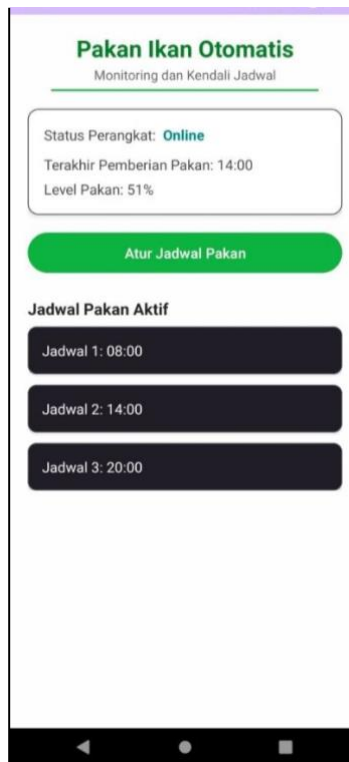 Pakan Ikan Otomatis
Monitoring dan Kendali Jadwal
Status Perangkat: Online
Terakhir Pemberian Pakan: 14:00
Level Pakan: 51%
Atur Jadwal Pakan
Jadwal Pakan Aktif
Jadwal 1: 08:00
Jadwal 2: 14:00
Jadwal 3: 20:00